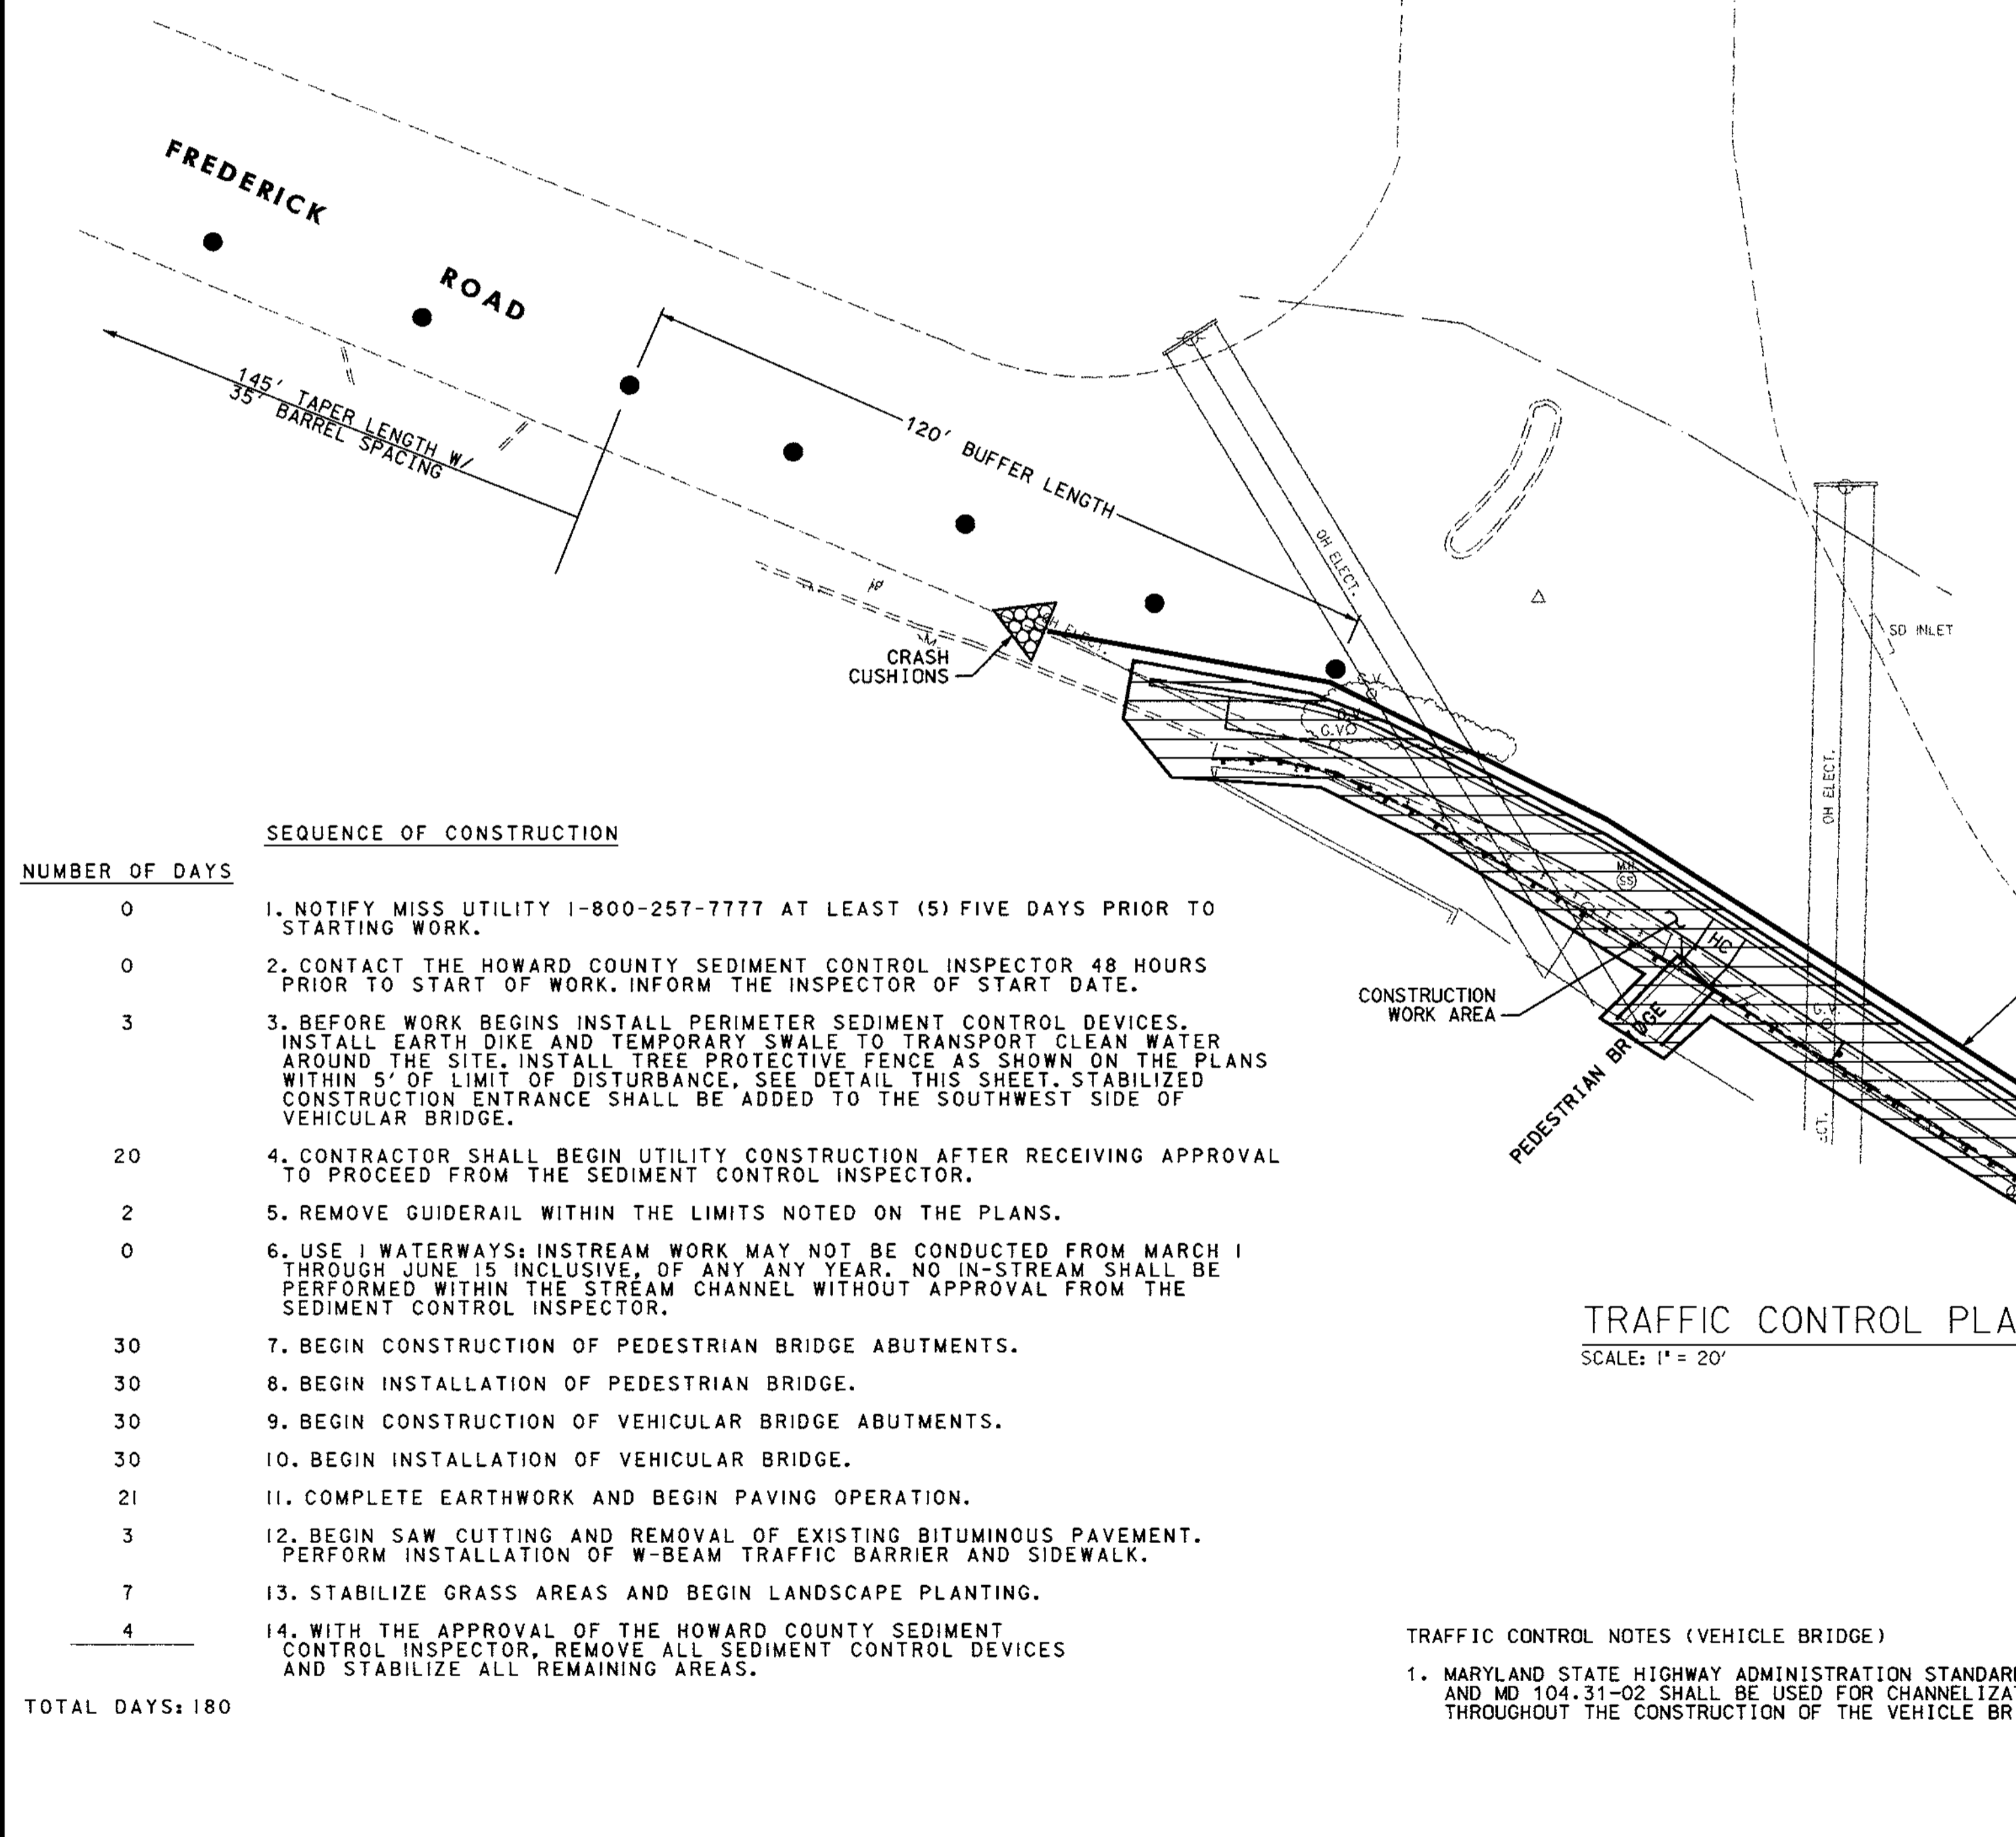 FREDERICK
ROAD
145' TAPER LENGTH W/
35' BARREL SPACING
120' BUFFER LENGTH
OH ELECT.
OH ELECT.
CRASH
CUSHIONS
G.V.
G.V.
SD INLET
OH ELECT.
M.H.
SS
HC
G.V.
CONSTRUCTION
WORK AREA
PEDESTRIAN BRIDGE
ECT.
SEQUENCE OF CONSTRUCTION
NUMBER OF DAYS
0 1. NOTIFY MISS UTILITY 1-800-257-7777 AT LEAST (5) FIVE DAYS PRIOR TO
STARTING WORK.
0 2. CONTACT THE HOWARD COUNTY SEDIMENT CONTROL INSPECTOR 48 HOURS
PRIOR TO START OF WORK. INFORM THE INSPECTOR OF START DATE.
3 3. BEFORE WORK BEGINS INSTALL PERIMETER SEDIMENT CONTROL DEVICES.
INSTALL EARTH DIKE AND TEMPORARY SWALE TO TRANSPORT CLEAN WATER
AROUND THE SITE. INSTALL TREE PROTECTIVE FENCE AS SHOWN ON THE PLANS
WITHIN 5' OF LIMIT OF DISTURBANCE, SEE DETAIL THIS SHEET. STABILIZED
CONSTRUCTION ENTRANCE SHALL BE ADDED TO THE SOUTHWEST SIDE OF
VEHICULAR BRIDGE.
20 4. CONTRACTOR SHALL BEGIN UTILITY CONSTRUCTION AFTER RECEIVING APPROVAL
TO PROCEED FROM THE SEDIMENT CONTROL INSPECTOR.
2 5. REMOVE GUIDERAIL WITHIN THE LIMITS NOTED ON THE PLANS.
0 6. USE I WATERWAYS: INSTREAM WORK MAY NOT BE CONDUCTED FROM MARCH 1
THROUGH JUNE 15 INCLUSIVE, OF ANY ANY YEAR. NO IN-STREAM SHALL BE
PERFORMED WITHIN THE STREAM CHANNEL WITHOUT APPROVAL FROM THE
SEDIMENT CONTROL INSPECTOR.
30 7. BEGIN CONSTRUCTION OF PEDESTRIAN BRIDGE ABUTMENTS.
30 8. BEGIN INSTALLATION OF PEDESTRIAN BRIDGE.
30 9. BEGIN CONSTRUCTION OF VEHICULAR BRIDGE ABUTMENTS.
30 10. BEGIN INSTALLATION OF VEHICULAR BRIDGE.
21 11. COMPLETE EARTHWORK AND BEGIN PAVING OPERATION.
3 12. BEGIN SAW CUTTING AND REMOVAL OF EXISTING BITUMINOUS PAVEMENT.
PERFORM INSTALLATION OF W-BEAM TRAFFIC BARRIER AND SIDEWALK.
7 13. STABILIZE GRASS AREAS AND BEGIN LANDSCAPE PLANTING.
4 14. WITH THE APPROVAL OF THE HOWARD COUNTY SEDIMENT
CONTROL INSPECTOR, REMOVE ALL SEDIMENT CONTROL DEVICES
AND STABILIZE ALL REMAINING AREAS.
TOTAL DAYS: 180
TRAFFIC CONTROL PLA
SCALE: 1" = 20'
TRAFFIC CONTROL NOTES (VEHICLE BRIDGE)
1. MARYLAND STATE HIGHWAY ADMINISTRATION STANDAR
AND MD 104.31-02 SHALL BE USED FOR CHANNELIZA
THROUGHOUT THE CONSTRUCTION OF THE VEHICLE BR